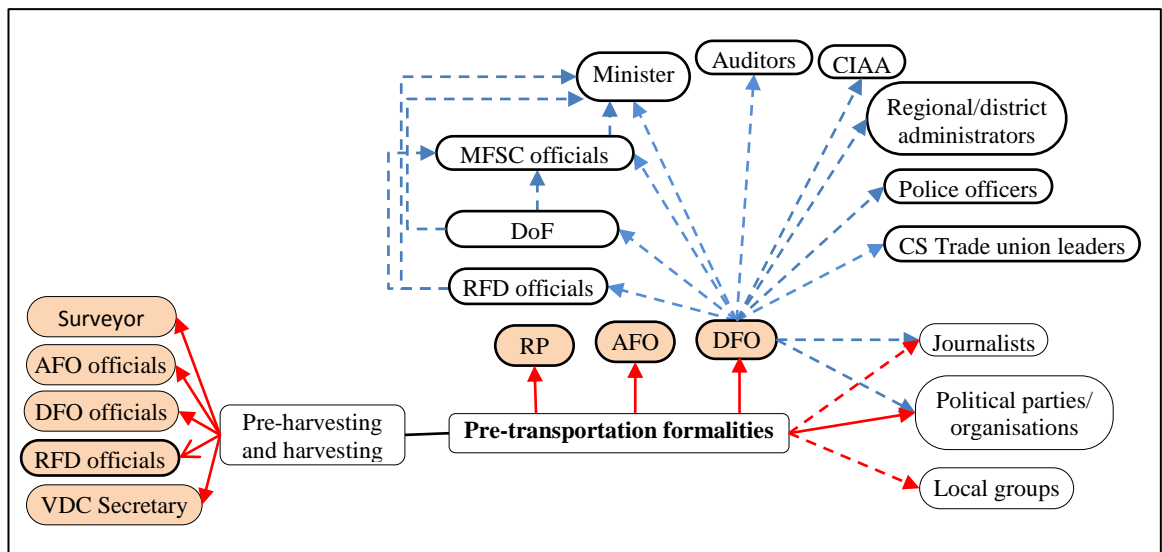 Minister
Auditors
CIAA
Regional/district
administrators
MFSC officials
Police officers
DoF
CS Trade union leaders
RFD officials
Surveyor
AFO officials
DFO officials
RFD officials
VDC Secretary
RP
AFO
DFO
Journalists
Pre-harvesting
and harvesting
Pre-transportation formalities
Political parties/
organisations
Local groups